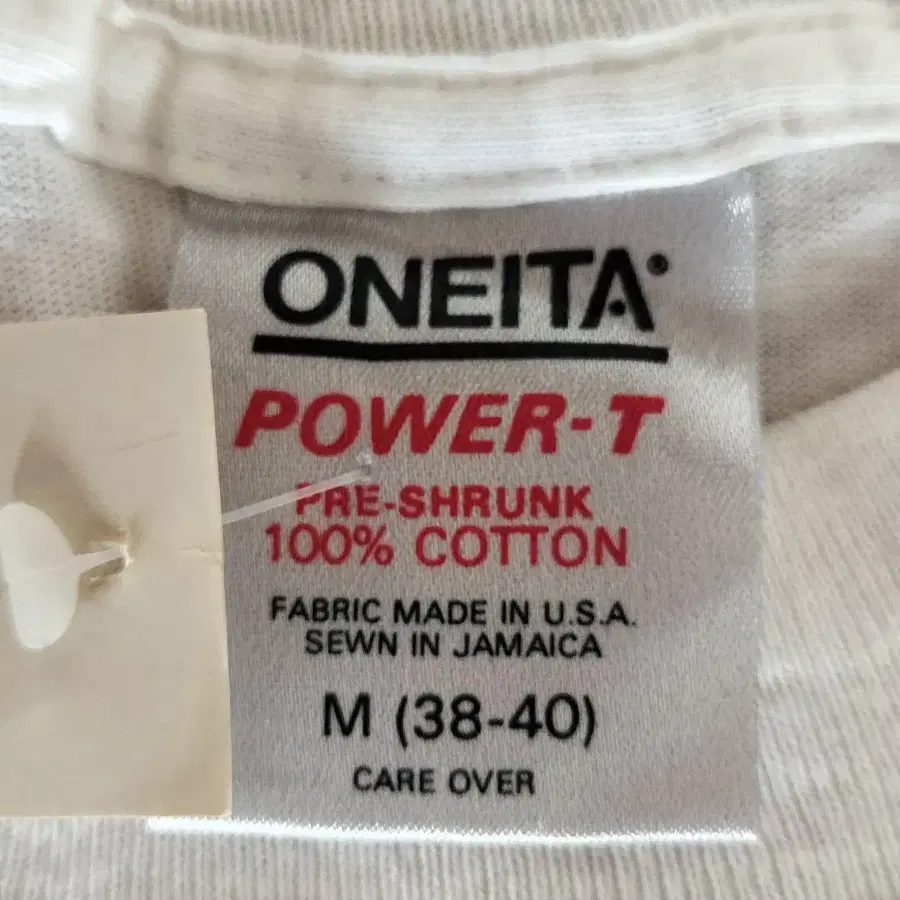 ONEITA®
POWER-T
PRE-SHRUNK
100% COTTON
FABRIC MADE IN U.S.A.
SEWN IN JAMAICA
M (38-40)
CARE OVER